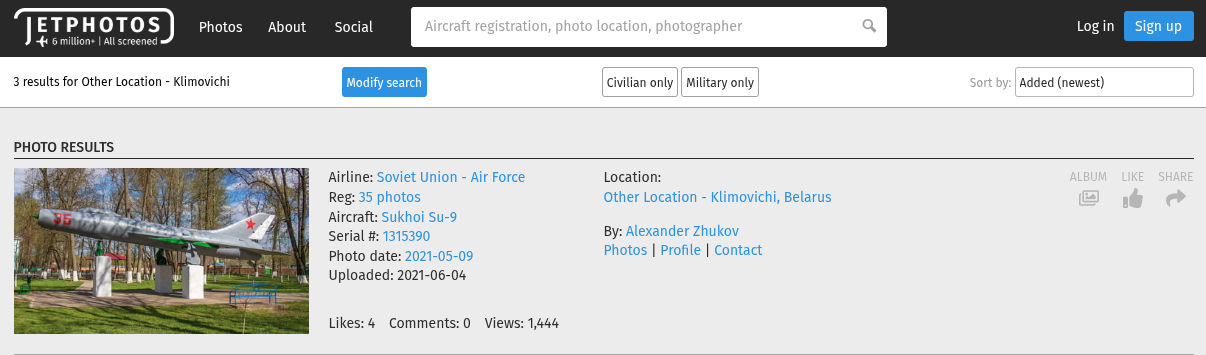 JETPHOTOS
6 million+ | All screened
Photos About Social
Aircraft registration, photo location, photographer
Log in Sign up
3 results for Other Location - Klimovichi
Modify search
Civilian only Military only
Sort by: Added (newest)
PHOTO RESULTS
35
Airline: Soviet Union - Air Force
Reg: 35 photos
Aircraft: Sukhoi Su-9
Serial #: 1315390
Photo date: 2021-05-09
Uploaded: 2021-06-04
Likes: 4 Comments: 0 Views: 1,444
Location:
Other Location - Klimovichi, Belarus
By: Alexander Zhukov
Photos | Profile | Contact
ALBUM LIKE SHARE